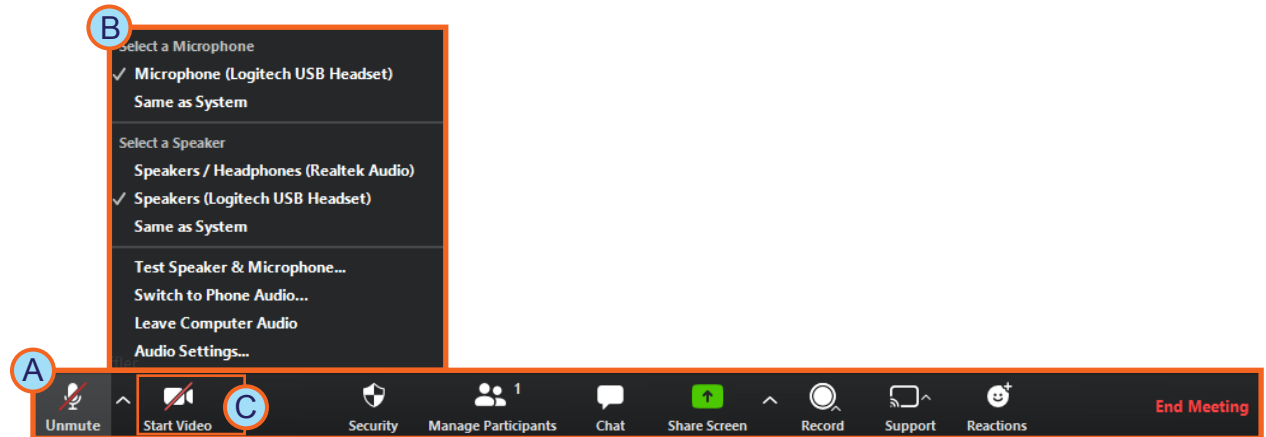 B
Select a Microphone
Microphone (Logitech USB Headset)
Same as System
Select a Speaker
Speakers / Headphones (Realtek Audio)
Speakers (Logitech USB Headset)
Same as System
Test Speaker & Microphone...
Switch to Phone Audio...
Leave Computer Audio
Audio Settings...
A
C
1
Unmute Start Video Security Manage Participants Chat Share Screen Record Support Reactions End Meeting